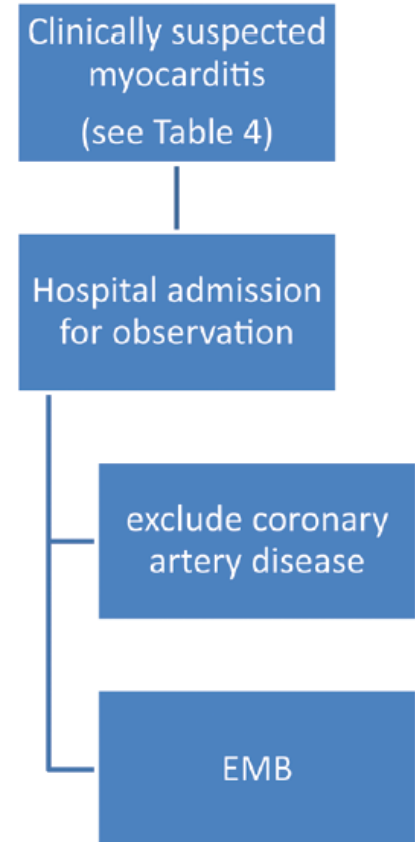 Clinically suspected
myocarditis
(see Table 4)
Hospital admission
for observation
exclude coronary
artery disease
EMB